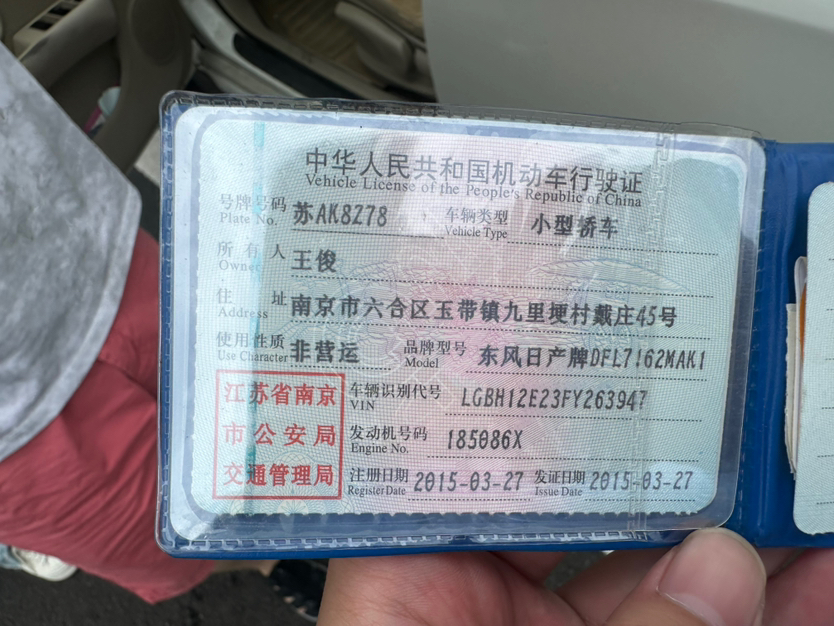 中华人民共和国机动车行驶证
Vehicle License of the People's Republic of China
号牌号码 苏AK8Z78 车辆类型 小型轿车
Plate No. Vehicle Type
所有人 王俊
Owner
住址 南京市六合区玉带镇九里埂村戴庄45号
Address
使用性质 非营运 品牌型号 东风日产牌DFL7162MAK1
Use Character Model
江苏省南京
市公安局
交通管理局
车辆识别代号 LGBH12E23FY263947
VIN
发动机号码 185086X
Engine No.
注册日期 2015-03-27 发证日期 2015-03-27
Register Date Issue Date